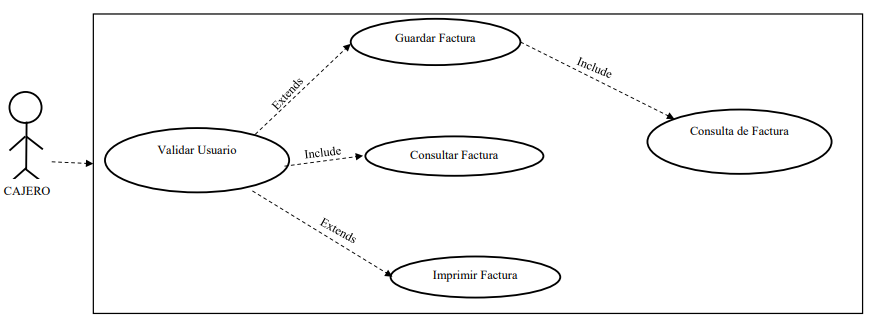 Guardar Factura
Include
Extends
Consulta de Factura
Validar Usuario
Include
Consultar Factura
CAJERO
Extends
Imprimir Factura